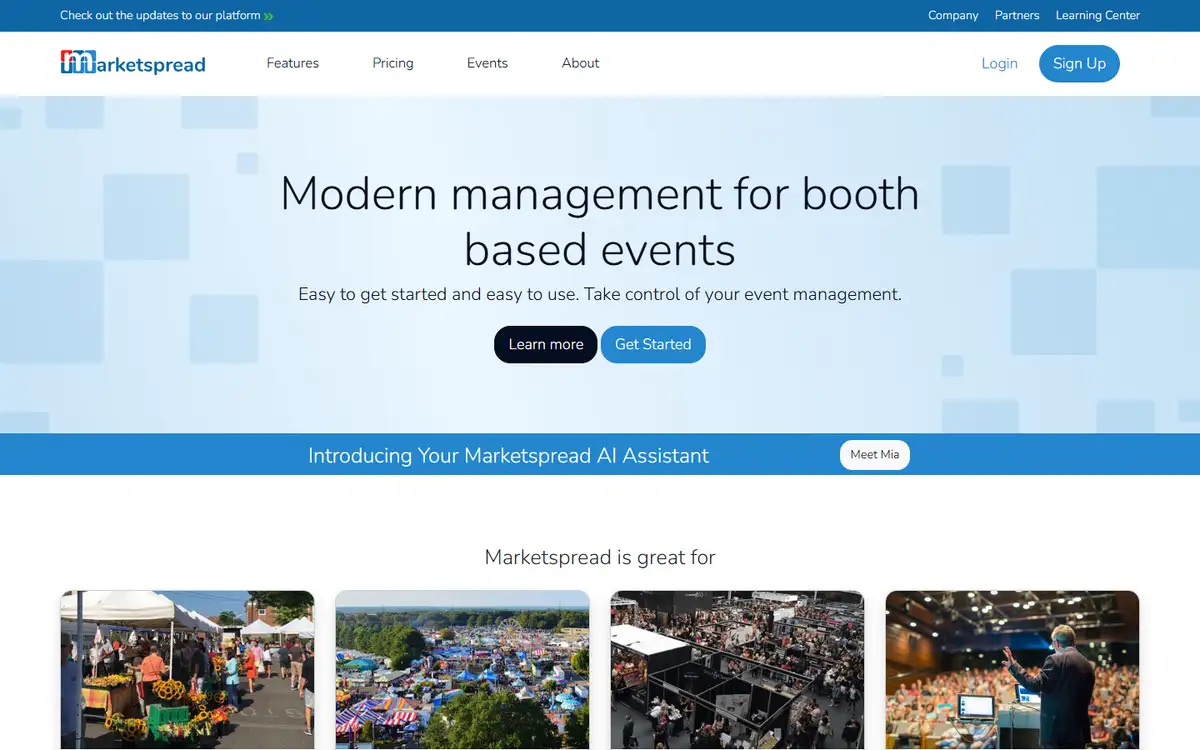 Check out the updates to our platform »
Company Partners Learning Center
marketspread
Features Pricing Events About
Login Sign Up
Modern management for booth
based events
Easy to get started and easy to use. Take control of your event management.
Learn more Get Started
Introducing Your Marketspread AI Assistant
Meet Mia
Marketspread is great for